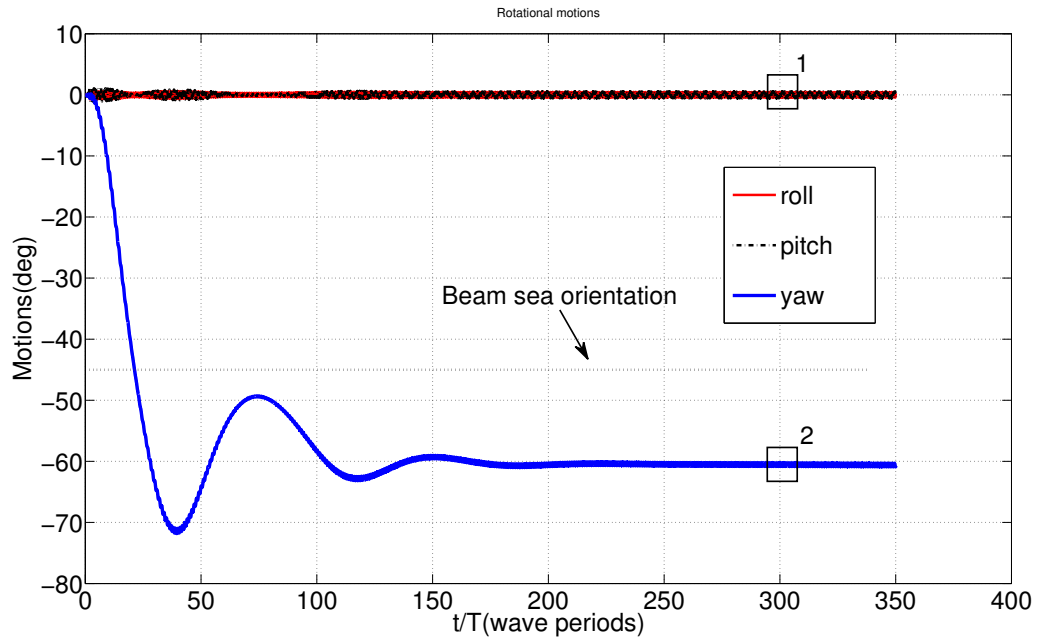 Rotational motions
10
0
−10
−20
−30
−40
−50
−60
−70
−80
Motions(deg)
1
roll
pitch
yaw
Beam sea orientation
2
0 50 100 150 200 250 300 350 400
t/T(wave periods)